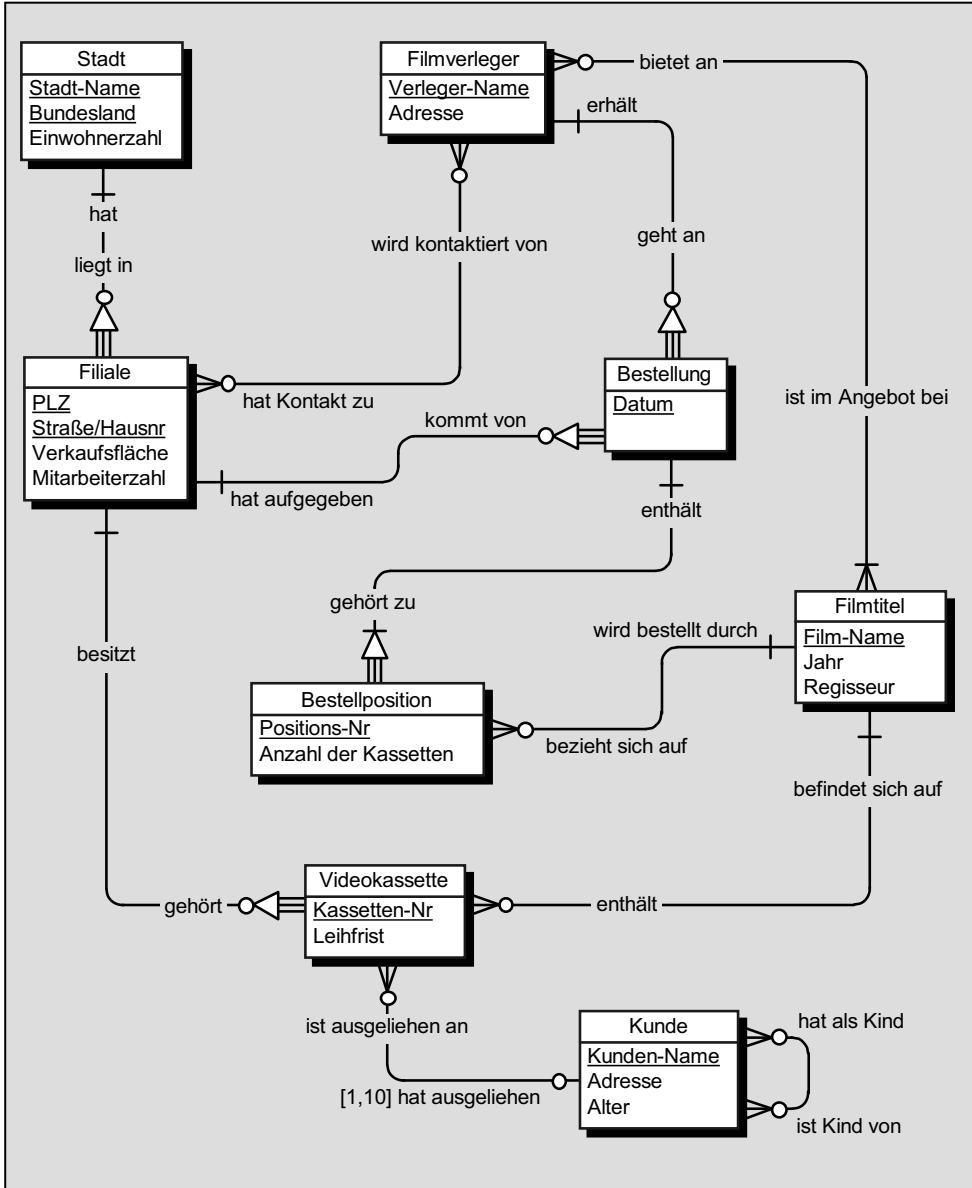 Stadt
Stadt-Name
Bundesland
Einwohnerzahl
Filmverleger
Verleger-Name
Adresse
bietet an
erhält
hat
liegt in
wird kontaktiert von
geht an
Filiale
PLZ
Straße/Hausnr
Verkaufsfläche
Mitarbeiterzahl
hat Kontakt zu
Bestellung
Datum
ist im Angebot bei
kommt von
hat aufgegeben
enthält
gehört zu
besitzt
wird bestellt durch
Filmtitel
Film-Name
Jahr
Regisseur
Bestellposition
Positions-Nr
Anzahl der Kassetten
bezieht sich auf
befindet sich auf
Videokassette
Kassetten-Nr
Leihfrist
gehört
enthält
ist ausgeliehen an
[1,10] hat ausgeliehen
Kunde
Kunden-Name
Adresse
Alter
hat als Kind
ist Kind von